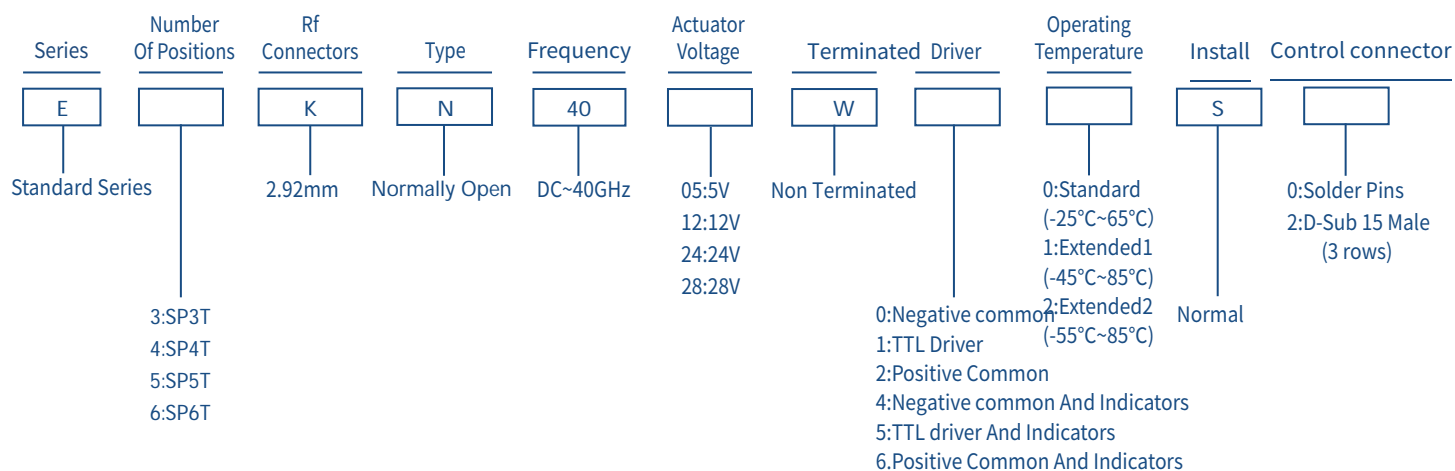 Series
Number
Of Positions
Rf
Connectors
Type
Frequency
Actuator
Voltage
Terminated
Driver
Operating
Temperature
Install
Control connector
E
K
N
40
W
S
Standard Series
2.92mm
Normally Open
DC~40GHz
05:5V
12:12V
24:24V
28:28V
Non Terminated
0:Standard
(-25°C~65°C)
1:Extended1
(-45°C~85°C)
2:Extended2
(-55°C~85°C)
0:Solder Pins
2:D-Sub 15 Male
(3 rows)
3:SP3T
4:SP4T
5:SP5T
6:SP6T
0:Negative common
1:TTL Driver
2:Positive Common
4:Negative common And Indicators
5:TTL driver And Indicators
6.Positive Common And Indicators
Normal